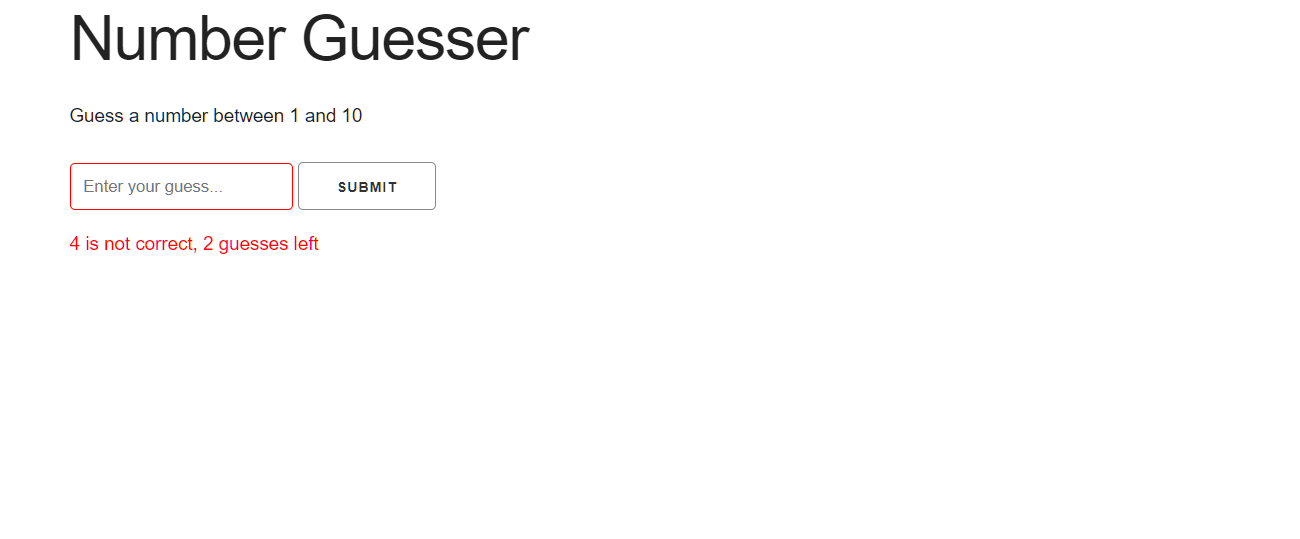 Number Guesser
Guess a number between 1 and 10
Enter your guess...
SUBMIT
4 is not correct, 2 guesses left